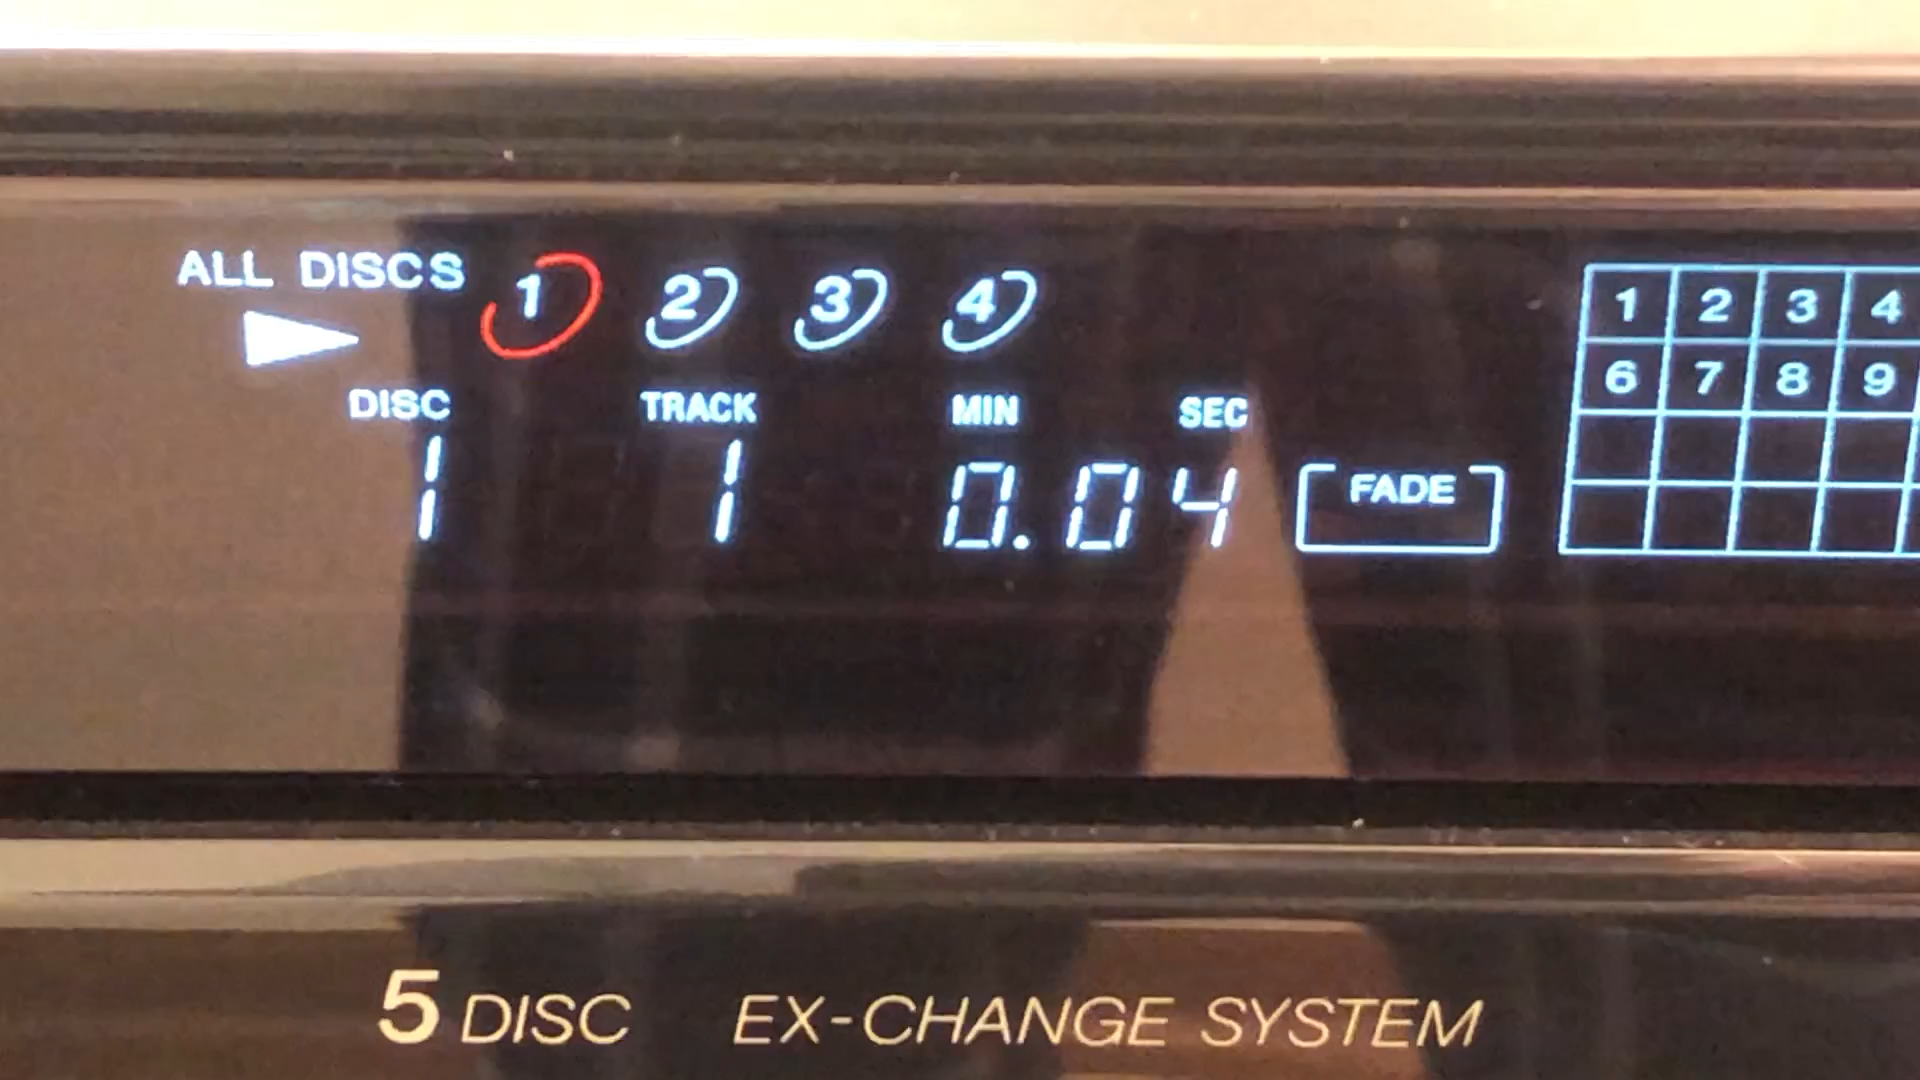 ALL DISCS 1 2 3 4
DISC TRACK MIN SEC
1 1 0.04 FADE
1 2 3 4
6 7 8 9
5 DISC EX-CHANGE SYSTEM